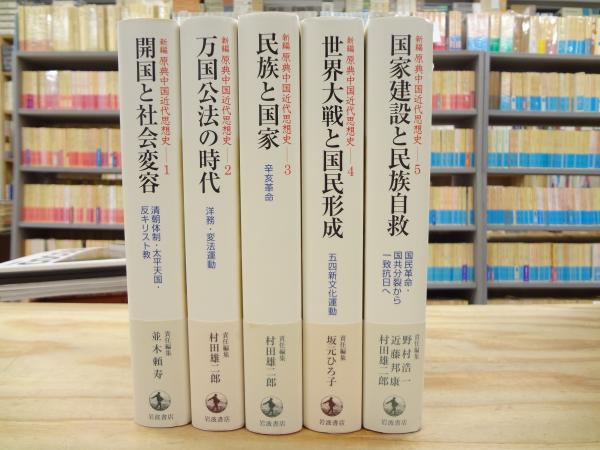 新編 原典中国近代思想史 1
開国と社会変容
清朝体制・太平天国・
反キリスト教
責任編集
並木頼寿
岩波書店
新編 原典中国近代思想史 2
万国公法の時代
洋務・変法運動
責任編集
村田雄二郎
岩波書店
新編 原典中国近代思想史 3
民族と国家
辛亥革命
責任編集
村田雄二郎
岩波書店
新編 原典中国近代思想史 4
世界大戦と国民形成
五四新文化運動
責任編集
坂元ひろ子
岩波書店
新編 原典中国近代思想史 5
国家建設と民族自救
国民革命・
国共分裂から
一致抗日へ
責任編集
野村浩一
近藤邦康
村田雄二郎
岩波書店